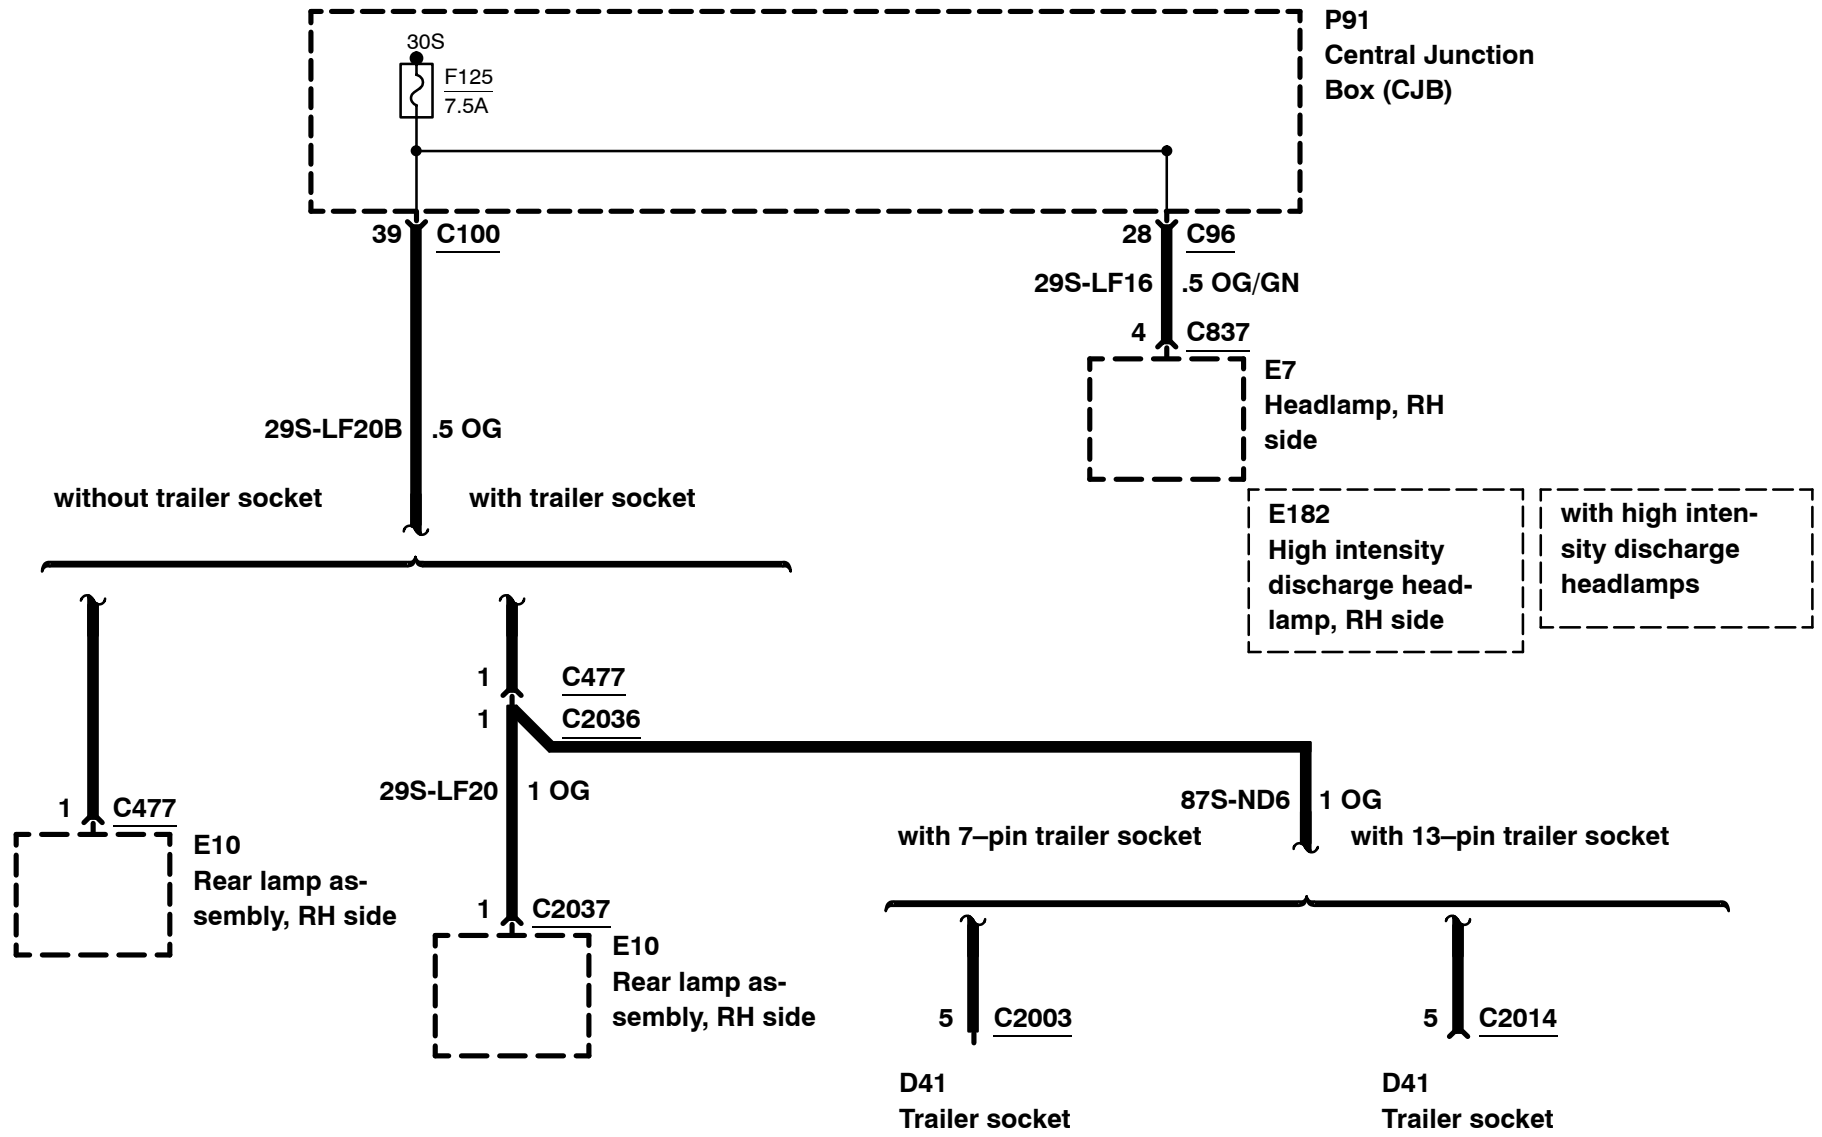 P91
Central Junction
Box (CJB)
30S
F125
7.5A
39 C100
28 C96
29S-LF16 .5 OG/GN
4 C837
E7
Headlamp, RH
side
29S-LF20B .5 OG
without trailer socket
with trailer socket
E182
High intensity
discharge head-
lamp, RH side
with high inten-
sity discharge
headlamps
1 C477
1 C2036
29S-LF20 1 OG
87S-ND6 1 OG
1 C477
E10
Rear lamp as-
sembly, RH side
with 7–pin trailer socket
with 13–pin trailer socket
1 C2037
E10
Rear lamp as-
sembly, RH side
5 C2003
5 C2014
D41
Trailer socket
D41
Trailer socket